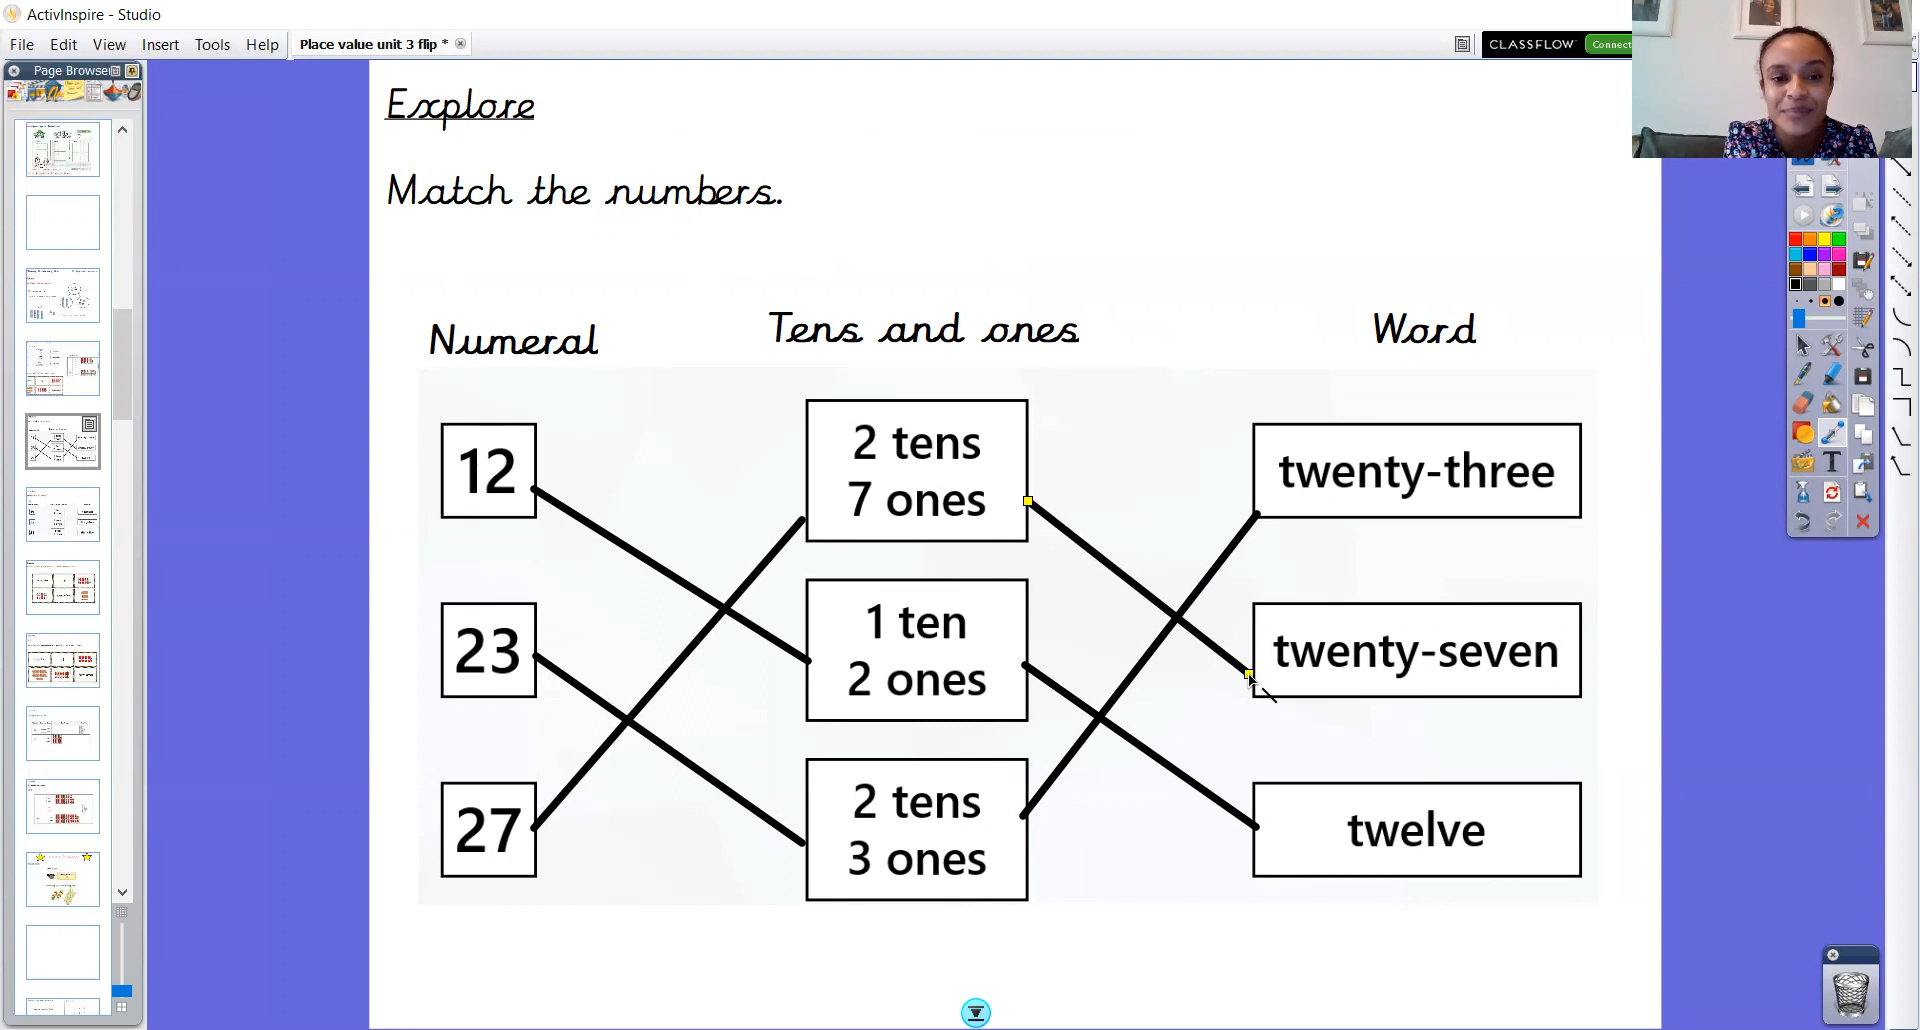 ActivInspire - Studio
File Edit View Insert Tools Help
Place value unit 3 flip *
CLASSFLOW Connect
Page Browser
Explore
Match the numbers.
Numeral Tens and ones Word
12
2 tens
7 ones
twenty-three
23
1 ten
2 ones
twenty-seven
27
2 tens
3 ones
twelve
T